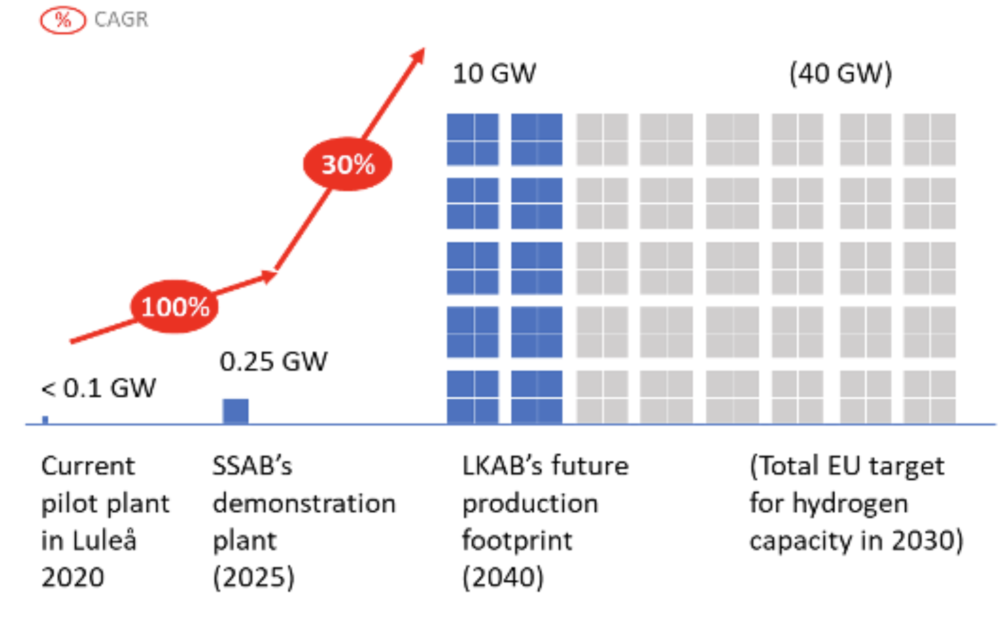 % CAGR
10 GW
(40 GW)
30%
100%
0.25 GW
< 0.1 GW
Current
pilot plant
in Luleå
2020
SSAB’s
demonstration
plant
(2025)
LKAB’s future
production
footprint
(2040)
(Total EU target
for hydrogen
capacity in 2030)